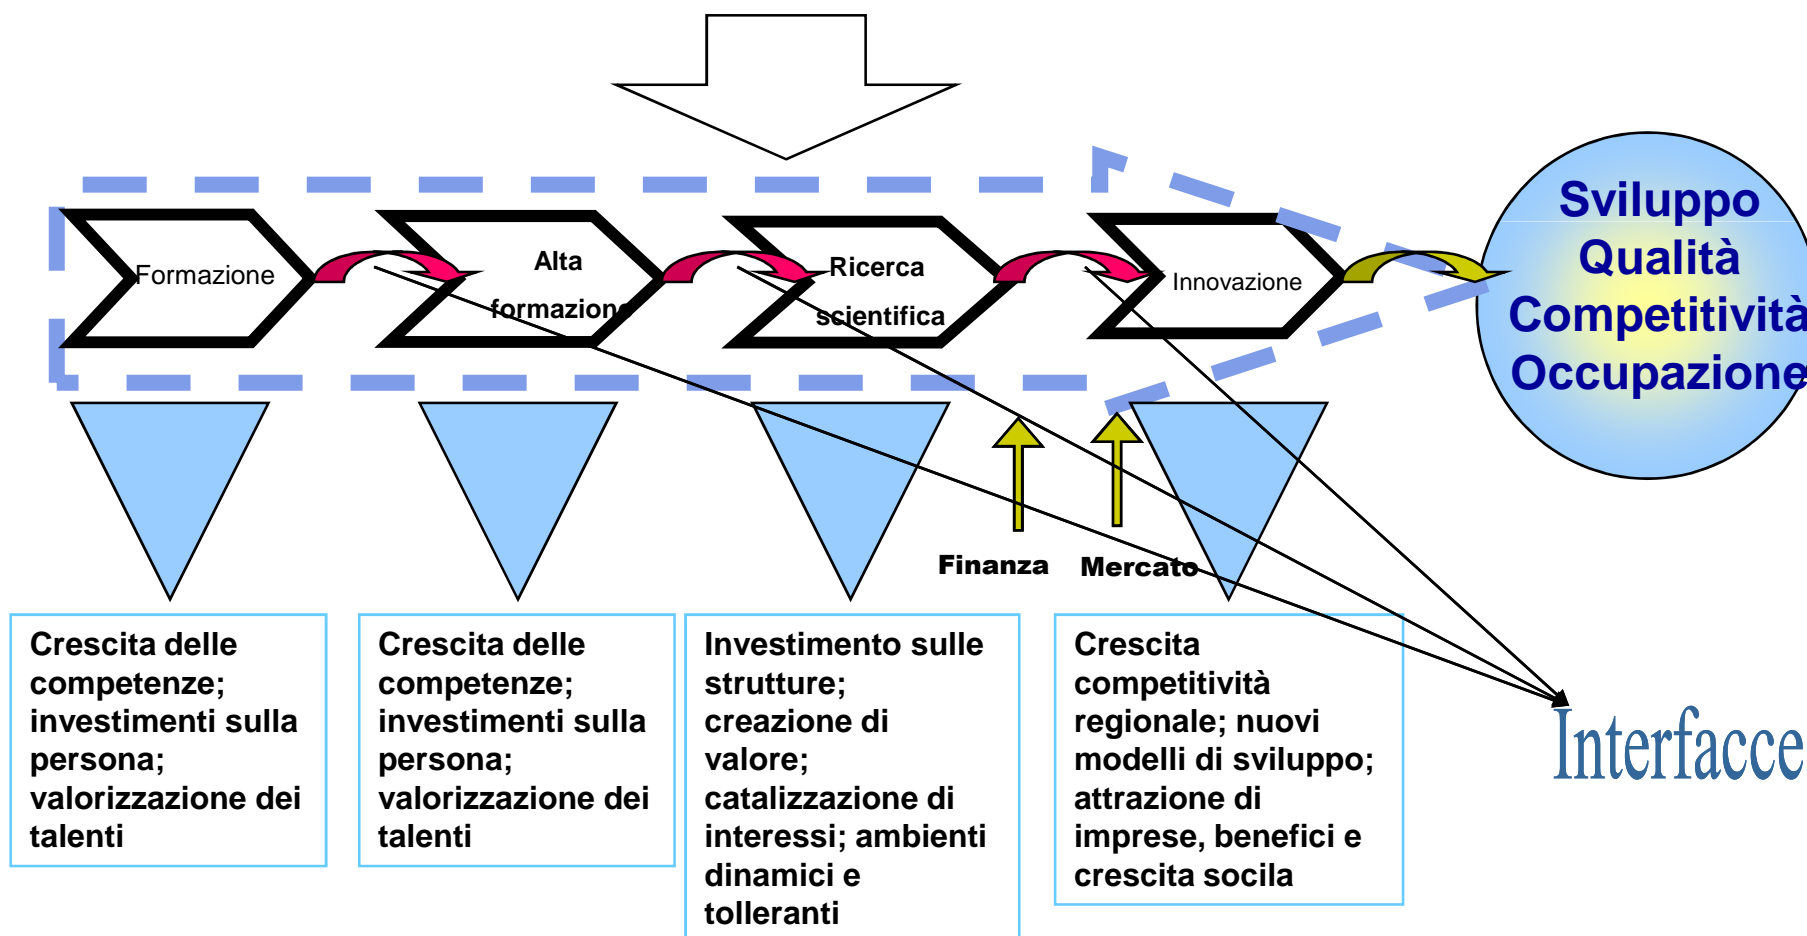 Formazione
Alta
formazione
Ricerca
scientifica
Innovazione
Sviluppo
Qualità
Competitività
Occupazione
Finanza
Mercato
Crescita delle
competenze;
investimenti sulla
persona;
valorizzazione dei
talenti
Crescita delle
competenze;
investimenti sulla
persona;
valorizzazione dei
talenti
Investimento sulle
strutture;
creazione di
valore;
catalizzazione di
interessi; ambienti
dinamici e
tolleranti
Crescita
competitività
regionale; nuovi
modelli di sviluppo;
attrazione di
imprese, benefici e
crescita socila
Interfacce